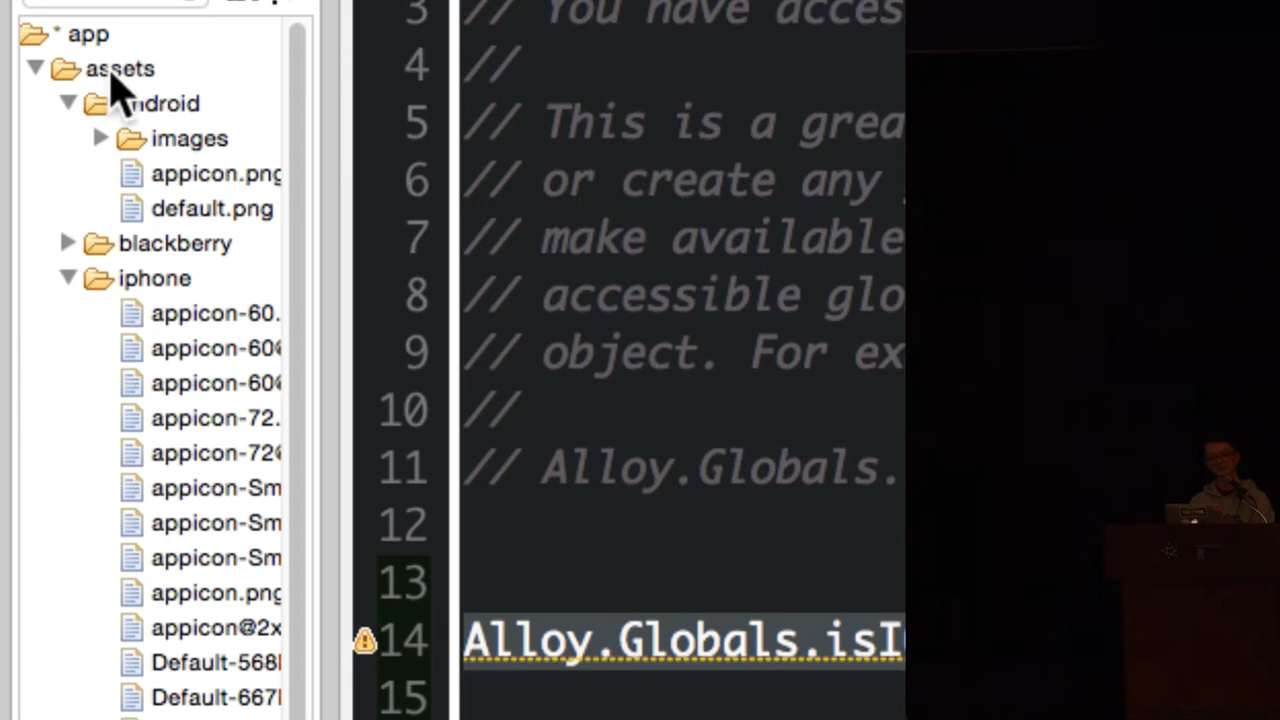 * app
assets
android
images
appicon.png
default.png
blackberry
iphone
appicon-60.
appicon-60@
appicon-60@
appicon-72.
appicon-72@
appicon-Sm
appicon-Sm
appicon-Sm
appicon.png
appicon@2x
Default-568h
Default-667h
3 // You have acces
4 //
5 // This is a grea
6 // or create any
7 // make available
8 // accessible glo
9 // object. For ex
10 //
11 // Alloy.Globals.
12
13
14 Alloy.Globals.isI
15